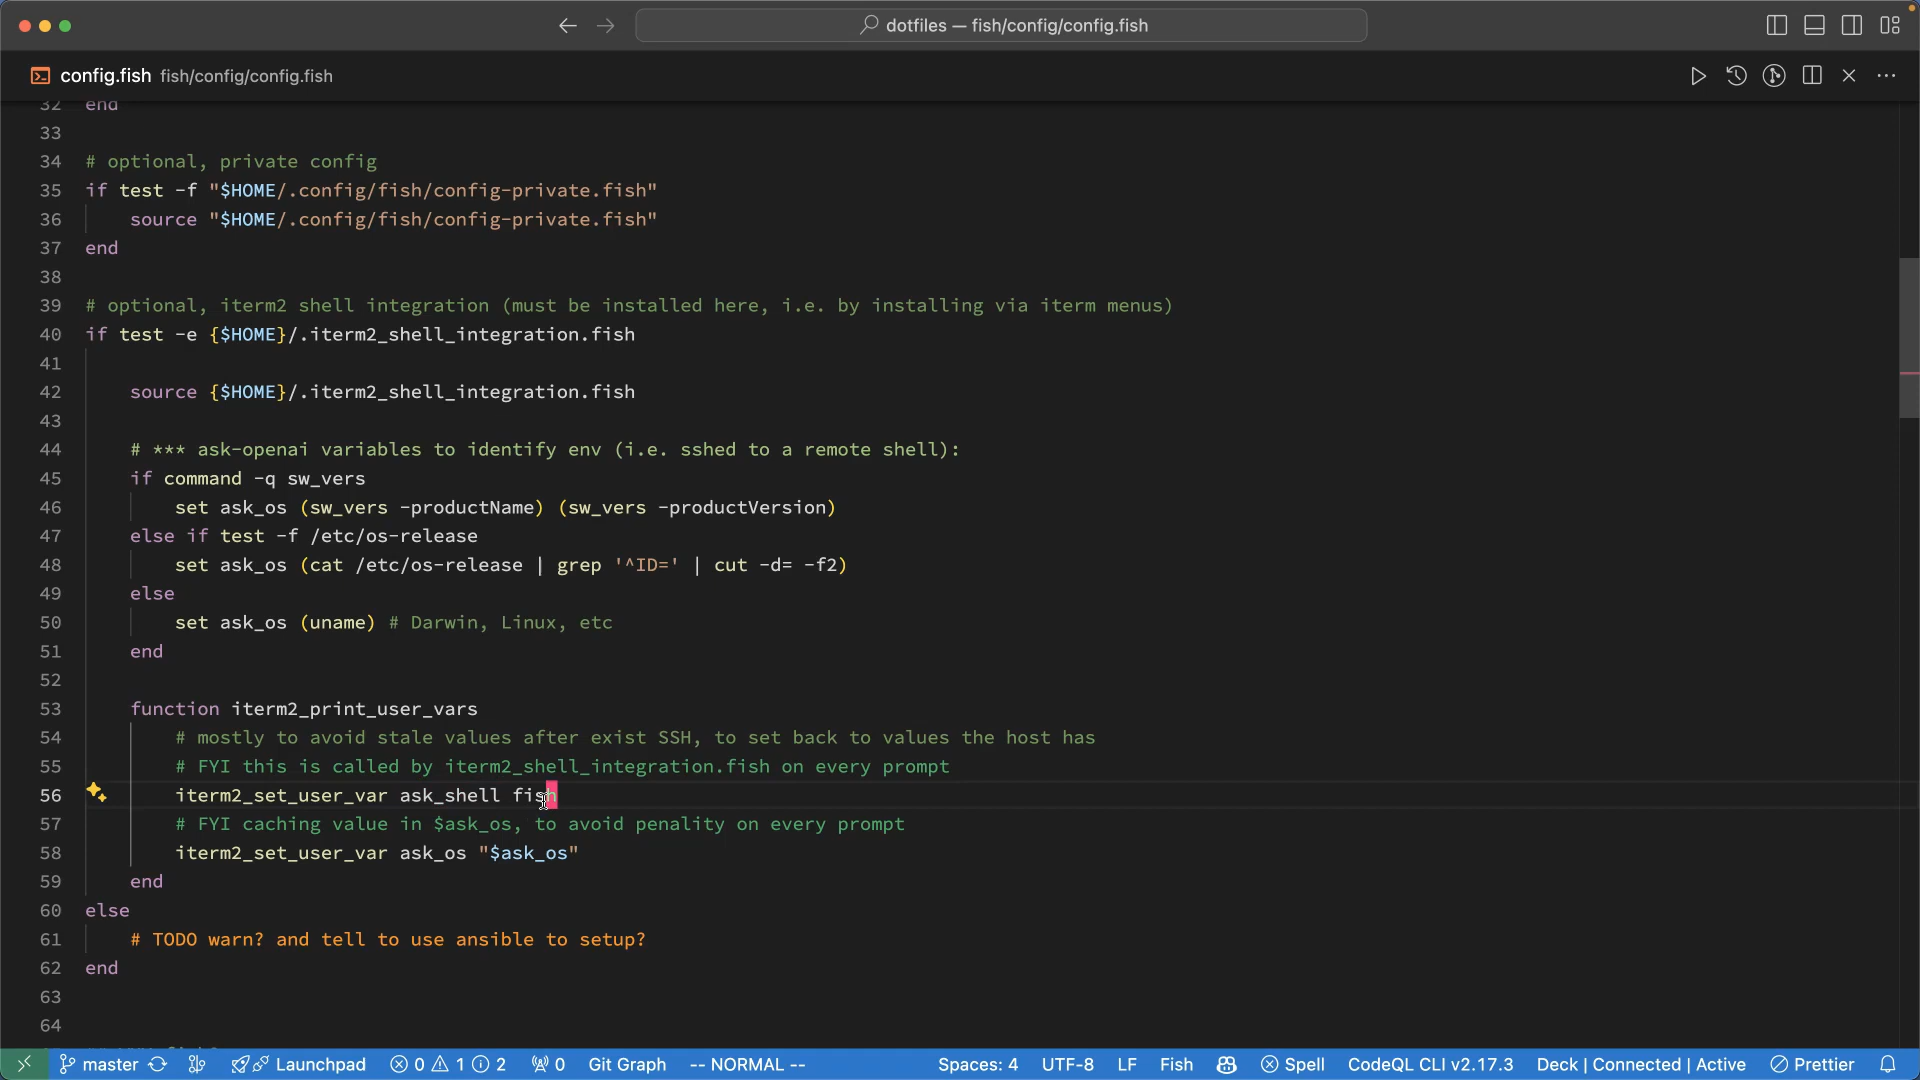 dotfiles — fish/config/config.fish
config.fish fish/config/config.fish
32 end
33
34 # optional, private config
35 if test -f "$HOME/.config/fish/config-private.fish"
36 source "$HOME/.config/fish/config-private.fish"
37 end
38
39 # optional, iterm2 shell integration (must be installed here, i.e. by installing via iterm menus)
40 if test -e {$HOME}/.iterm2_shell_integration.fish
41
42 source {$HOME}/.iterm2_shell_integration.fish
43
44 # *** ask-openai variables to identify env (i.e. sshed to a remote shell):
45 if command -q sw_vers
46 set ask_os (sw_vers -productName) (sw_vers -productVersion)
47 else if test -f /etc/os-release
48 set ask_os (cat /etc/os-release | grep '^ID=' | cut -d= -f2)
49 else
50 set ask_os (uname) # Darwin, Linux, etc
51 end
52
53 function iterm2_print_user_vars
54 # mostly to avoid stale values after exist SSH, to set back to values the host has
55 # FYI this is called by iterm2_shell_integration.fish on every prompt
56 iterm2_set_user_var ask_shell fish
57 # FYI caching value in $ask_os, to avoid penality on every prompt
58 iterm2_set_user_var ask_os "$ask_os"
59 end
60 else
61 # TODO warn? and tell to use ansible to setup?
62 end
63
64
master Launchpad 0 1 2 0 Git Graph -- NORMAL -- Spaces: 4 UTF-8 LF Fish Spell CodeQL CLI v2.17.3 Deck | Connected | Active Prettier